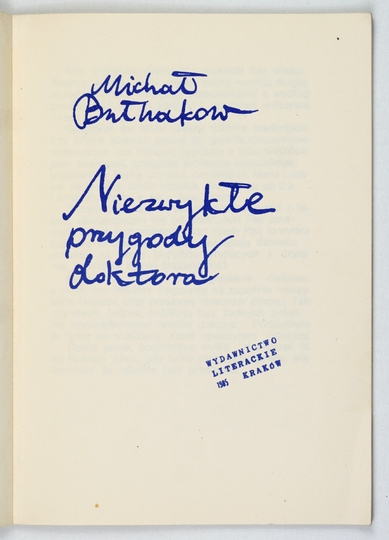 Michał
Bułhakow
Niezwykłe
przygody
doktora
WYDAWNICTWO
LITERACKIE
1985 KRAKÓW